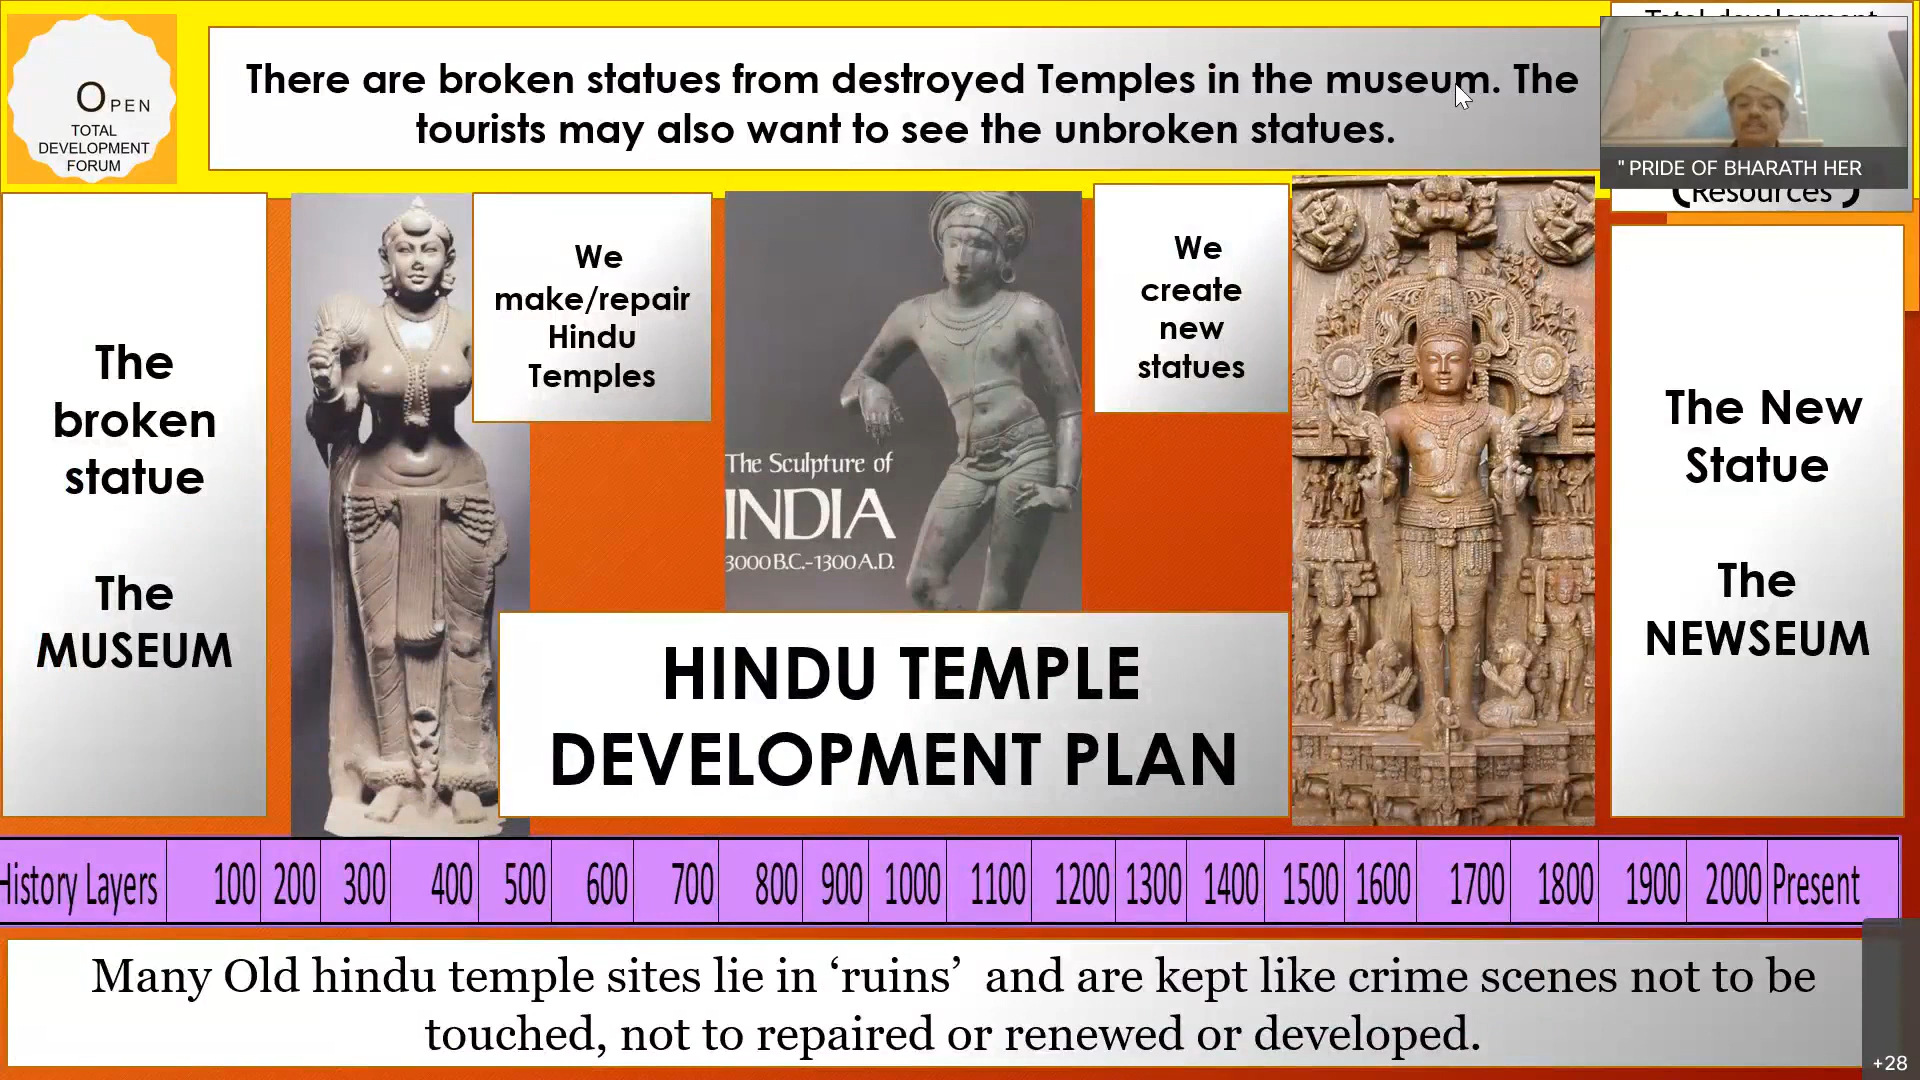 OPEN
TOTAL
DEVELOPMENT
FORUM
There are broken statues from destroyed Temples in the museum. The
tourists may also want to see the unbroken statues.
Total development
" PRIDE OF BHARATH HER
(Resources )
The
broken
statue
The
MUSEUM
We
make/repair
Hindu
Temples
The Sculpture of
INDIA
3000 B.C.-1300 A.D.
We
create
new
statues
The New
Statue
The
NEWSEUM
HINDU TEMPLE
DEVELOPMENT PLAN
History Layers 100 200 300 400 500 600 700 800 900 1000 1100 1200 1300 1400 1500 1600 1700 1800 1900 2000 Present
Many Old hindu temple sites lie in ‘ruins’ and are kept like crime scenes not to be
touched, not to repaired or renewed or developed.
+28